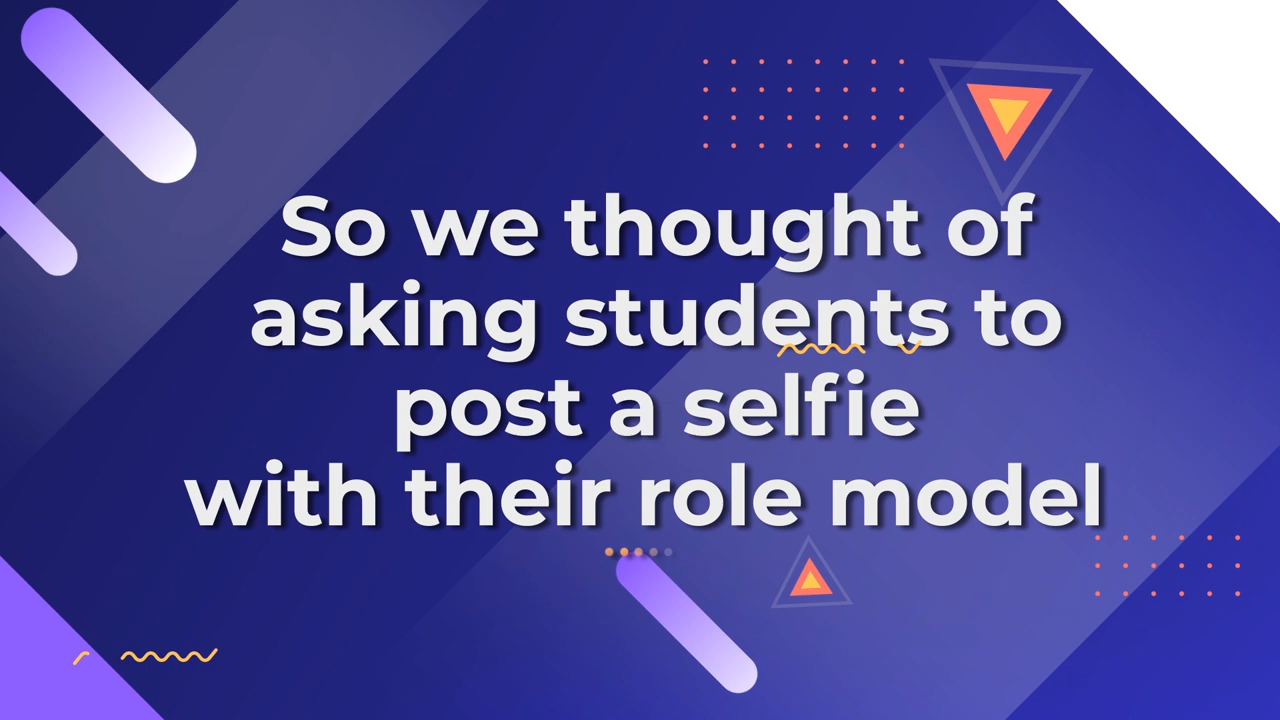 So we thought of
asking students to
post a selfie
with their role model